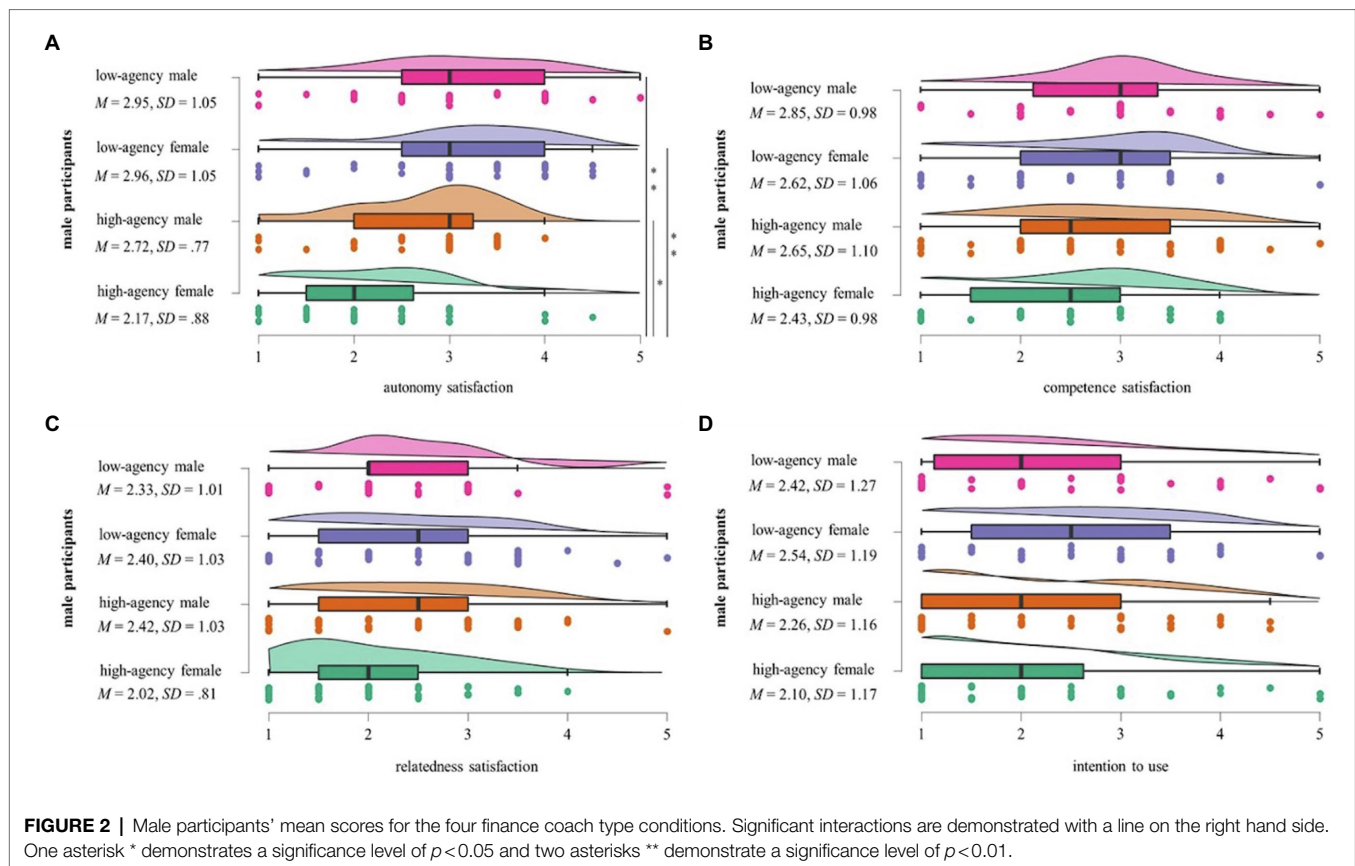 A
male participants
low-agency male
M = 2.95, SD = 1.05
low-agency female
M = 2.96, SD = 1.05
high-agency male
M = 2.72, SD = .77
high-agency female
M = 2.17, SD = .88
* *
* *
*
1 2 3 4 5
autonomy satisfaction
B
male participants
low-agency male
M = 2.85, SD = 0.98
low-agency female
M = 2.62, SD = 1.06
high-agency male
M = 2.65, SD = 1.10
high-agency female
M = 2.43, SD = 0.98
1 2 3 4 5
competence satisfaction
C
male participants
low-agency male
M = 2.33, SD = 1.01
low-agency female
M = 2.40, SD = 1.03
high-agency male
M = 2.42, SD = 1.03
high-agency female
M = 2.02, SD = .81
1 2 3 4 5
relatedness satisfaction
D
male participants
low-agency male
M = 2.42, SD = 1.27
low-agency female
M = 2.54, SD = 1.19
high-agency male
M = 2.26, SD = 1.16
high-agency female
M = 2.10, SD = 1.17
1 2 3 4 5
intention to use
FIGURE 2 | Male participants’ mean scores for the four finance coach type conditions. Significant interactions are demonstrated with a line on the right hand side.
One asterisk * demonstrates a significance level of p<0.05 and two asterisks ** demonstrate a significance level of p<0.01.